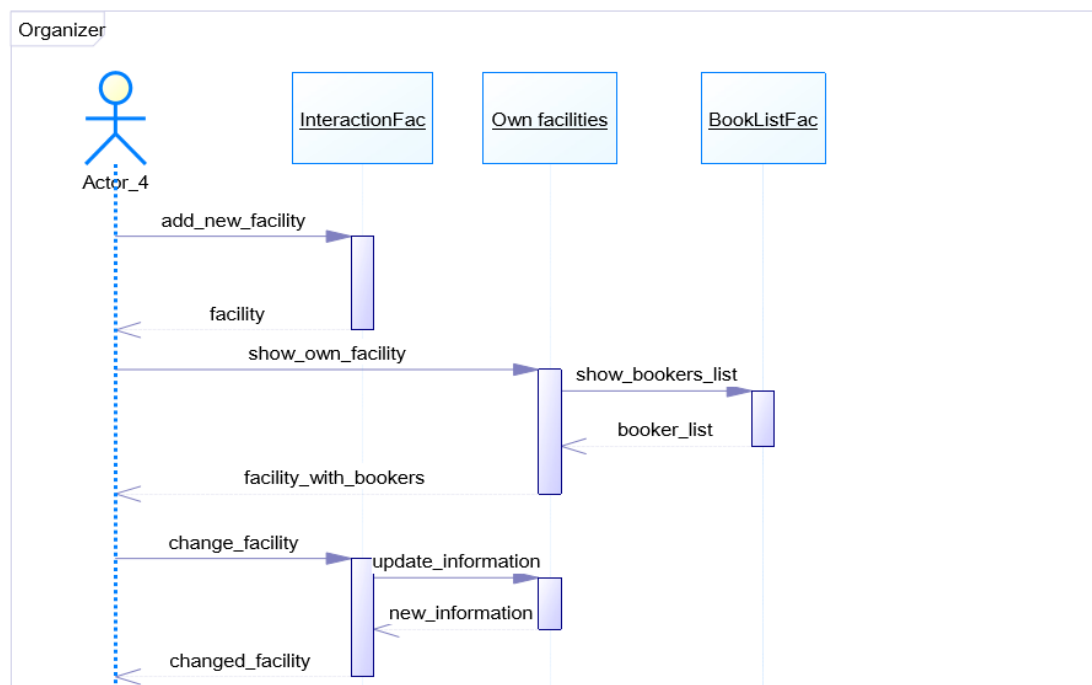 Organizer
InteractionFac
Own facilities
BookListFac
Actor_4
add_new_facility
facility
show_own_facility
show_bookers_list
booker_list
facility_with_bookers
change_facility
update_information
new_information
changed_facility